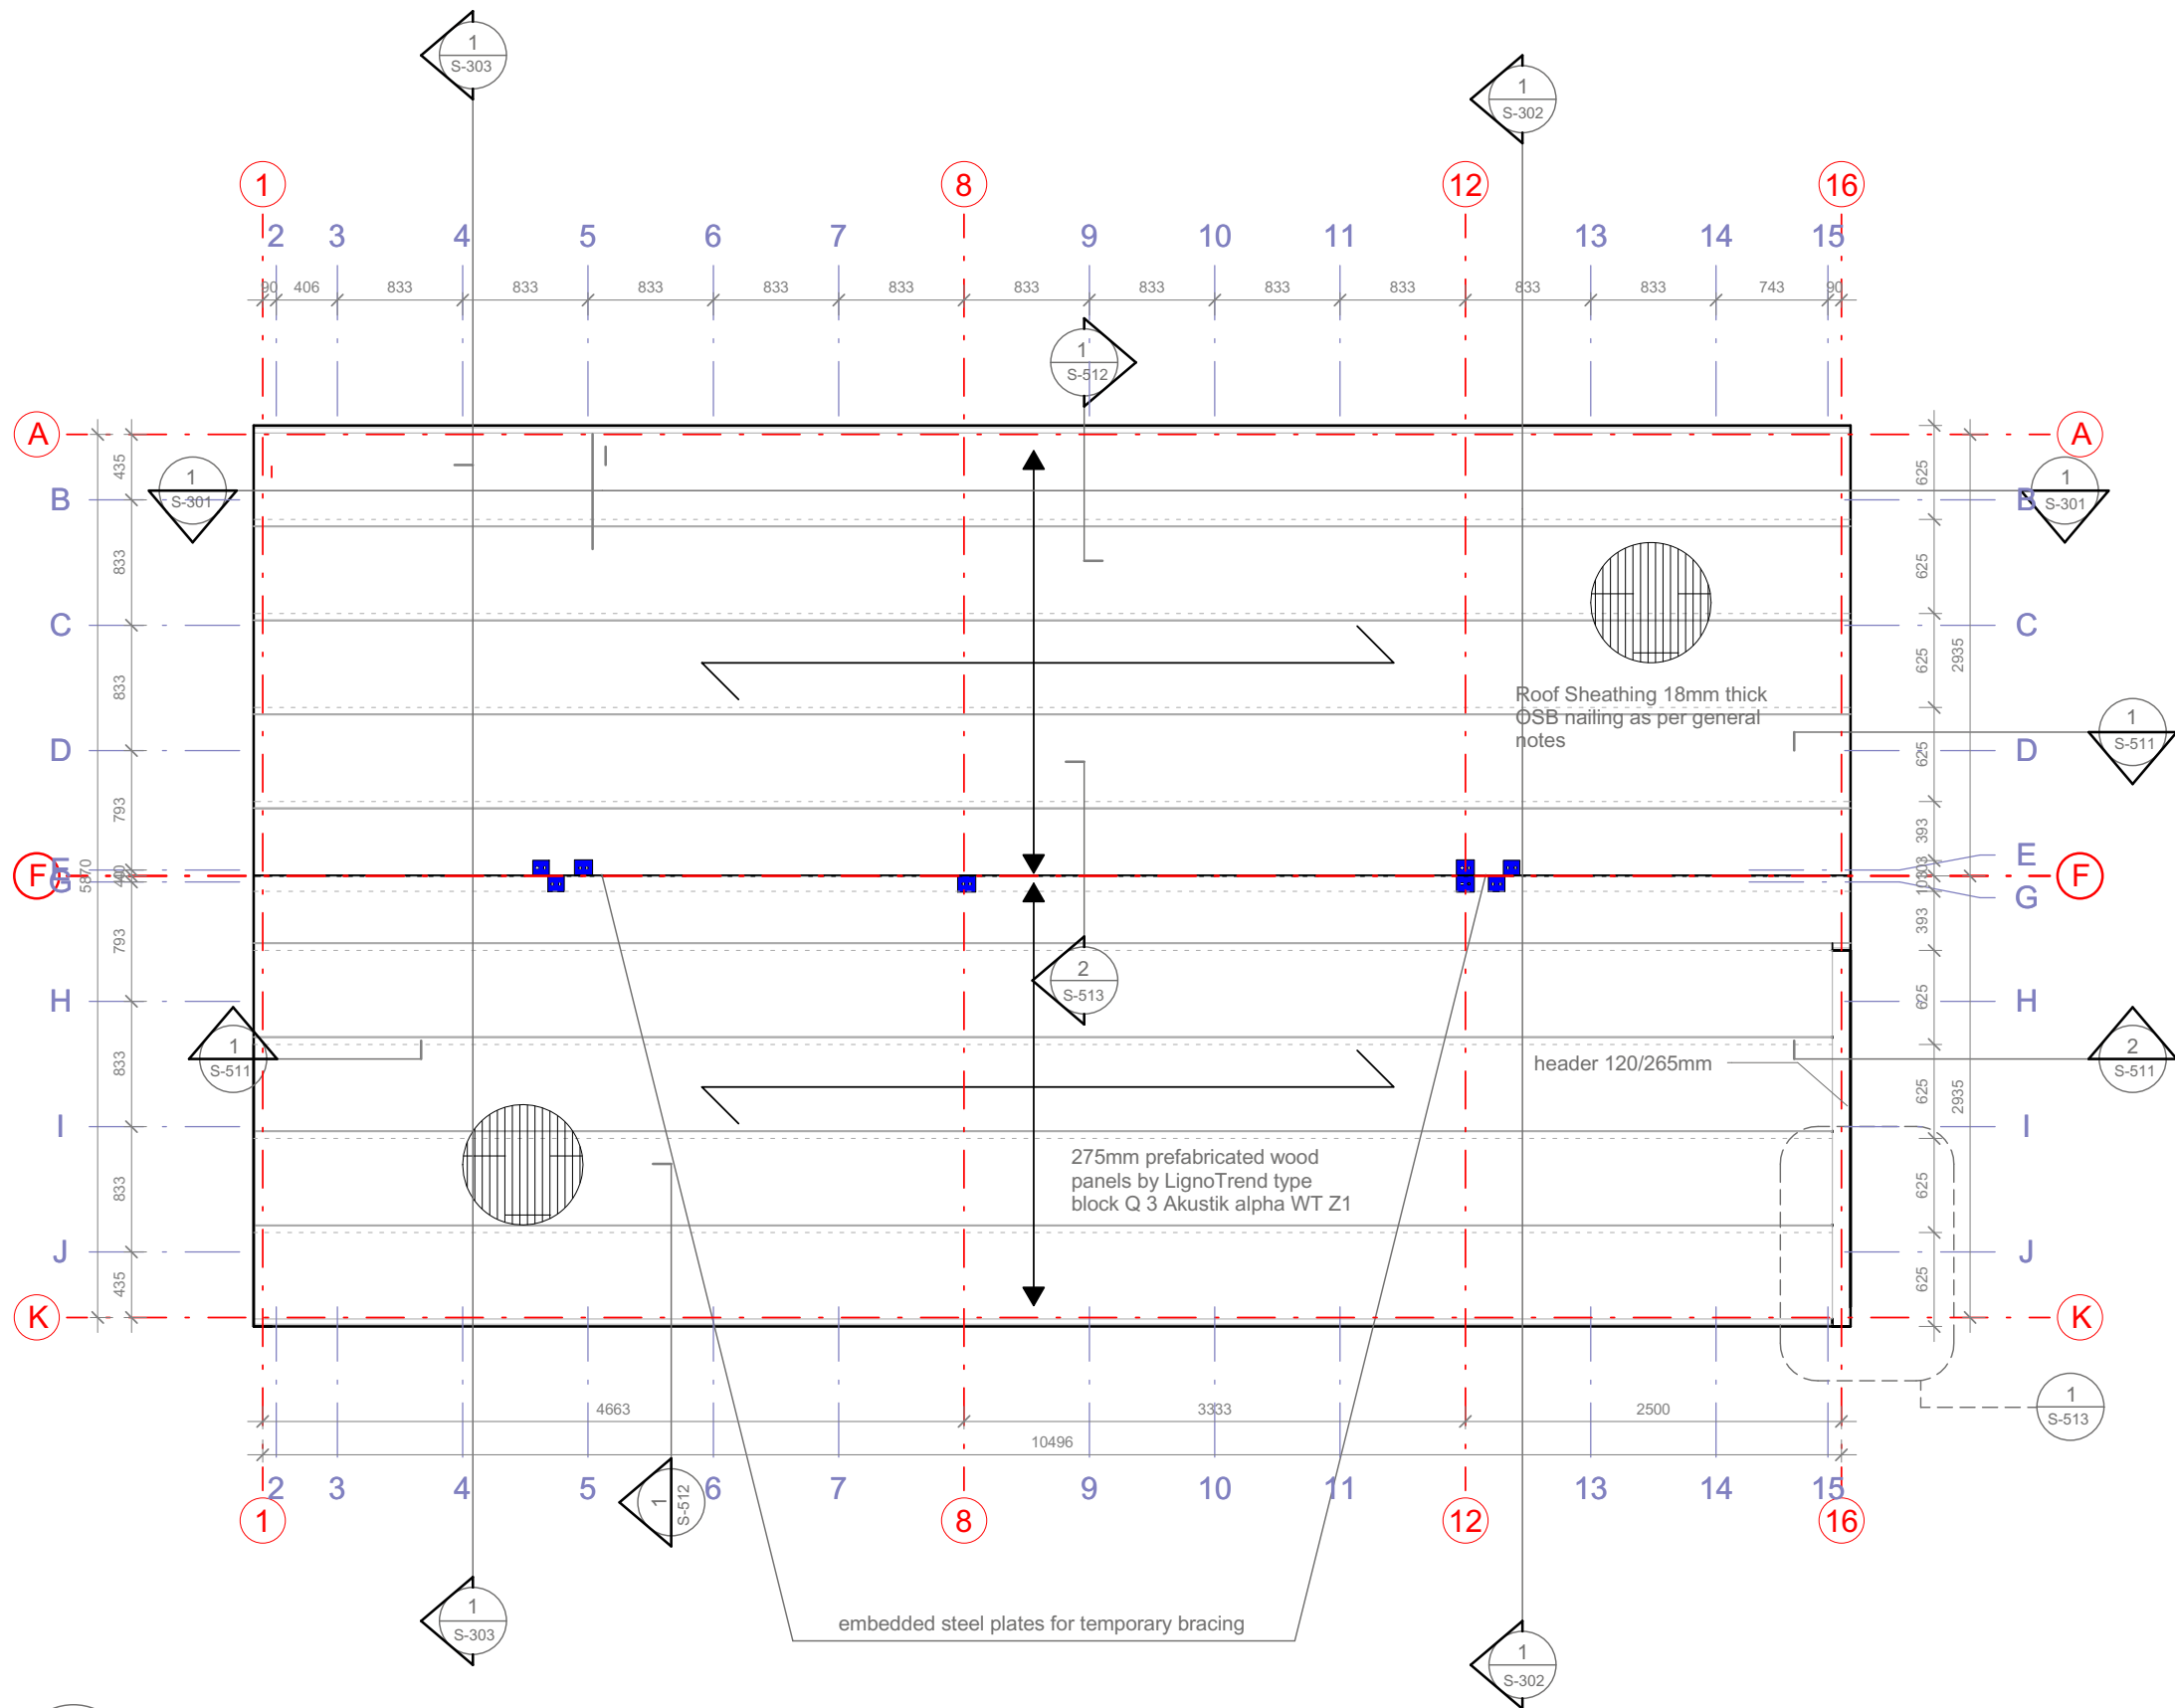 1
S-303
1
S-302
1
8
12
16
2 3 4 5 6 7 9 10 11 13 14 15
90 406 833 833 833 833 833 833 833 833 833 833 833 743 90
1
S-512
A
A
435
625
1
S-301
1
S-301
B
B
833
625
C
C
833
625
2935
Roof Sheathing 18mm thick
OSB nailing as per general
notes
1
S-511
D
D
625
793
393
E
E
F
F
G
G
5870
793
393
2
S-513
H
H
625
1
S-511
2
S-511
header 120/265mm
833
625
2935
I
I
275mm prefabricated wood
panels by LignoTrend type
block Q 3 Akustik alpha WT Z1
833
625
J
J
435
625
K
K
4663 3333 2500
10496
1
S-513
2 3 4 5 6 7 9 10 11 13 14 15
1
S-512
1
8
12
16
embedded steel plates for temporary bracing
1
S-303
1
S-302